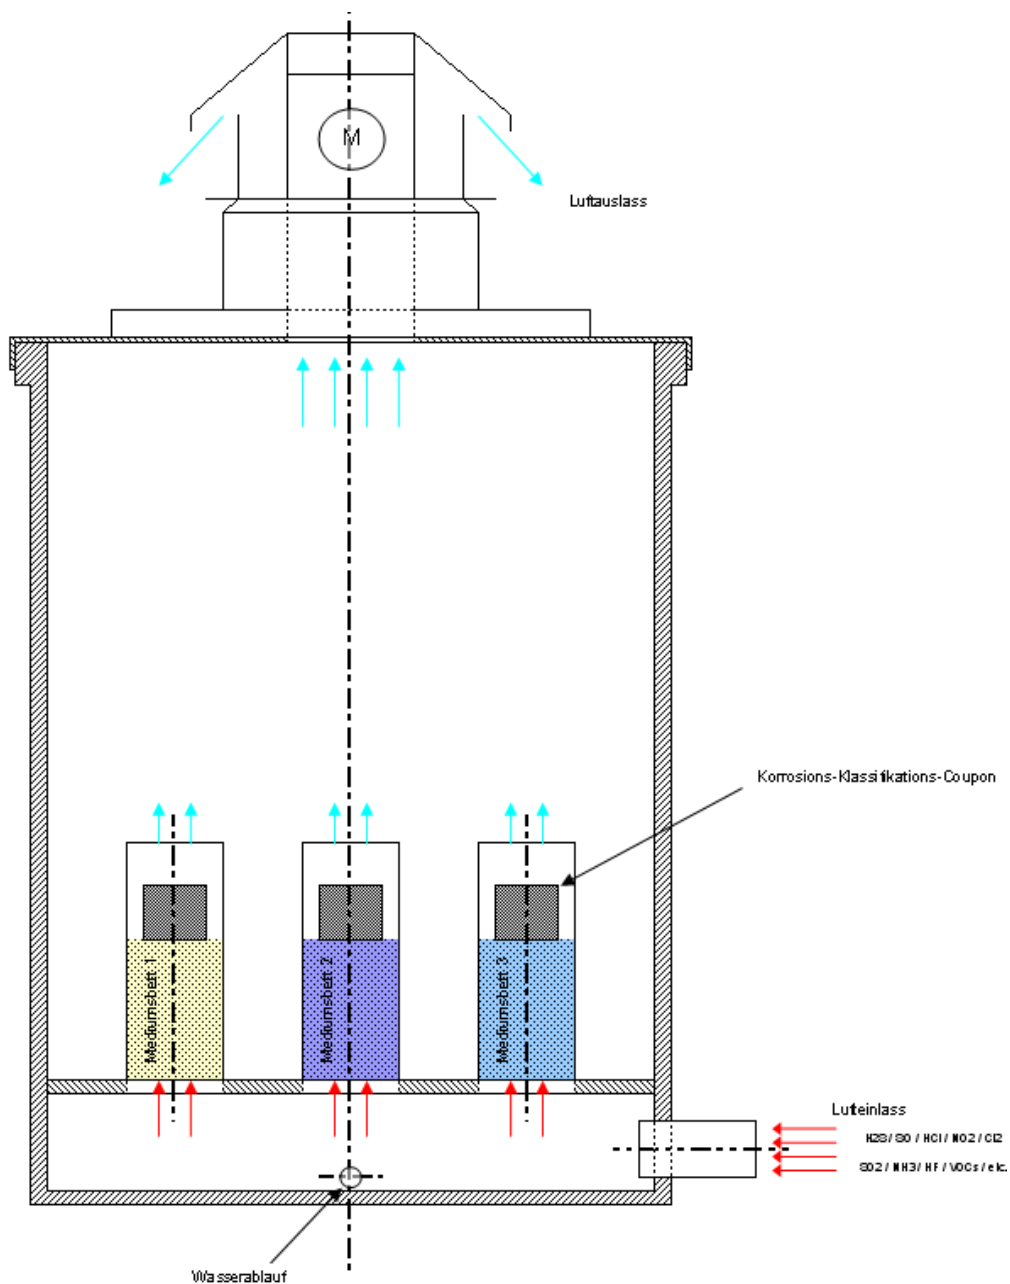 M
Luftauslass
Korrosions-Klassifikations-Coupon
Mediumsbett 1
Mediumsbett 2
Mediumsbett 3
Lufteinlass
H2S / SO / HCl / NO2 / Cl2
SO2 / NH3 / HF / VOCs / etc.
Wasserablauf